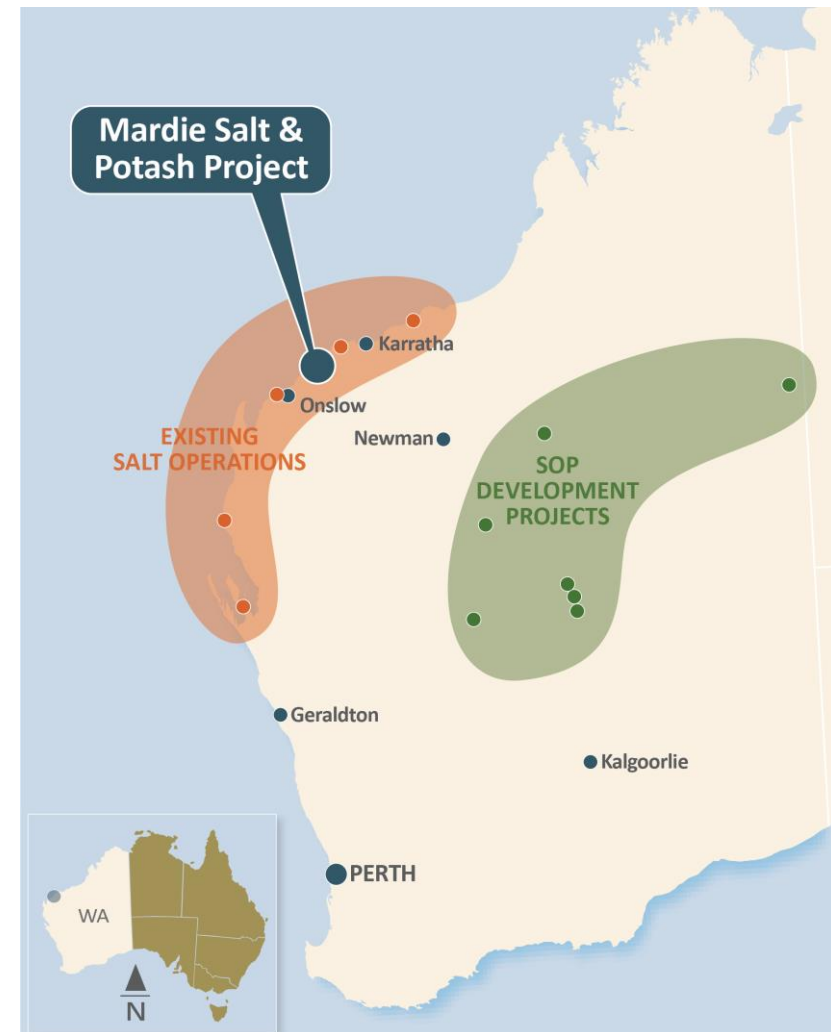 Mardie Salt &
Potash Project
Karratha
Onslow
EXISTING
SALT OPERATIONS
Newman
SOP
DEVELOPMENT
PROJECTS
Geraldton
Kalgoorlie
PERTH
WA
N